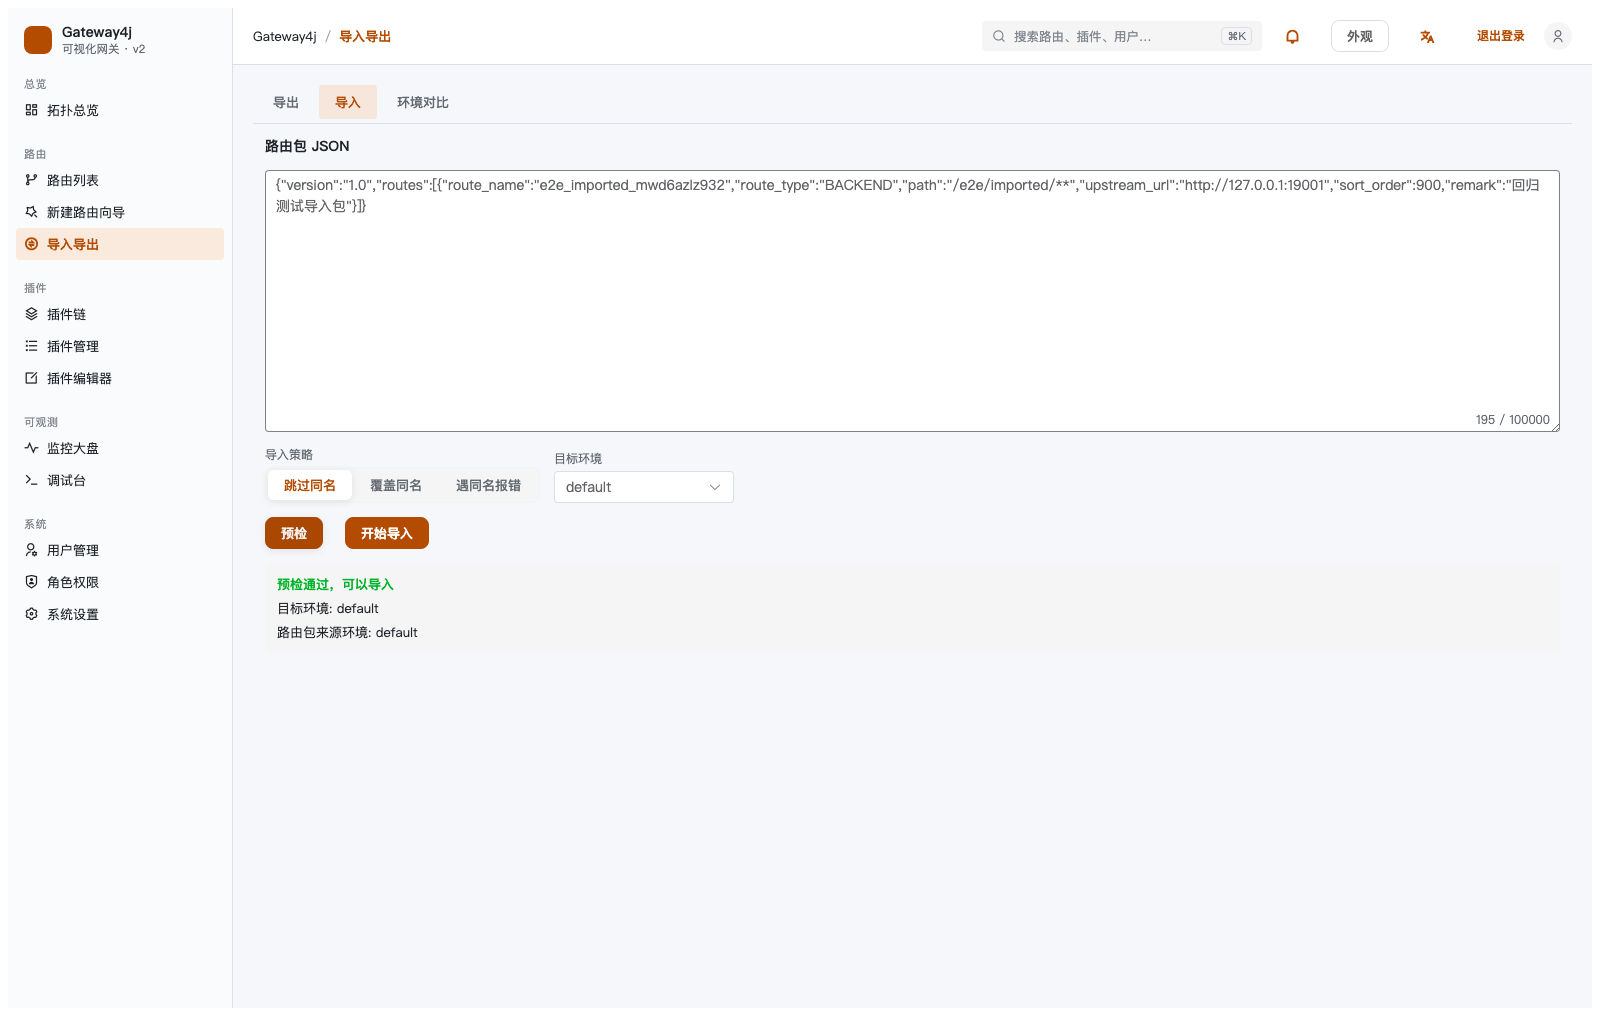 Gateway4j
可视化网关 · v2
总览
拓扑总览
路由
路由列表
新建路由向导
导入导出
插件
插件链
插件管理
插件编辑器
可观测
监控大盘
调试台
系统
用户管理
角色权限
系统设置
Gateway4j / 导入导出
搜索路由、插件、用户... ⌘K
外观
退出登录
导出 导入 环境对比
路由包 JSON
{"version":"1.0","routes":[{"route_name":"e2e_imported_mwd6azlz932","route_type":"BACKEND","path":"/e2e/imported/**","upstream_url":"http://127.0.0.1:19001","sort_order":900,"remark":"回归
测试导入包"}]}
195 / 100000
导入策略
跳过同名 覆盖同名 遇同名报错
目标环境
default
预检 开始导入
预检通过，可以导入
目标环境: default
路由包来源环境: default